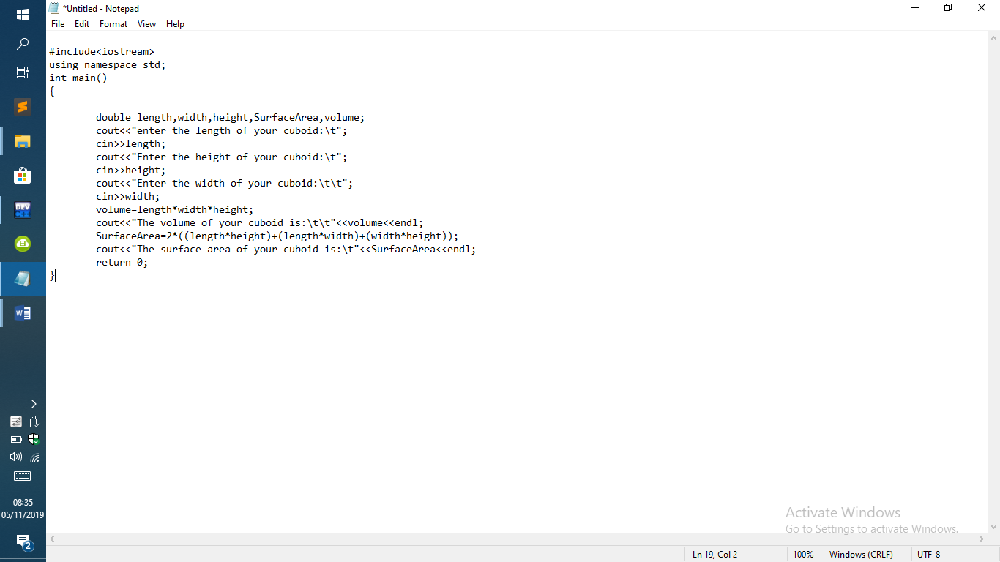 *Untitled - Notepad
File Edit Format View Help
#include<iostream>
using namespace std;
int main()
{
double length,width,height,SurfaceArea,volume;
cout<<"enter the length of your cuboid:\t";
cin>>length;
cout<<"Enter the height of your cuboid:\t";
cin>>height;
cout<<"Enter the width of your cuboid:\t\t";
cin>>width;
volume=length*width*height;
cout<<"The volume of your cuboid is:\t\t"<<volume<<endl;
SurfaceArea=2*((length*height)+(length*width)+(width*height));
cout<<"The surface area of your cuboid is:\t"<<SurfaceArea<<endl;
return 0;
}
DEV
C++
B
W
08:35
05/11/2019
2
Activate Windows
Go to Settings to activate Windows.
Ln 19, Col 2 100% Windows (CRLF) UTF-8